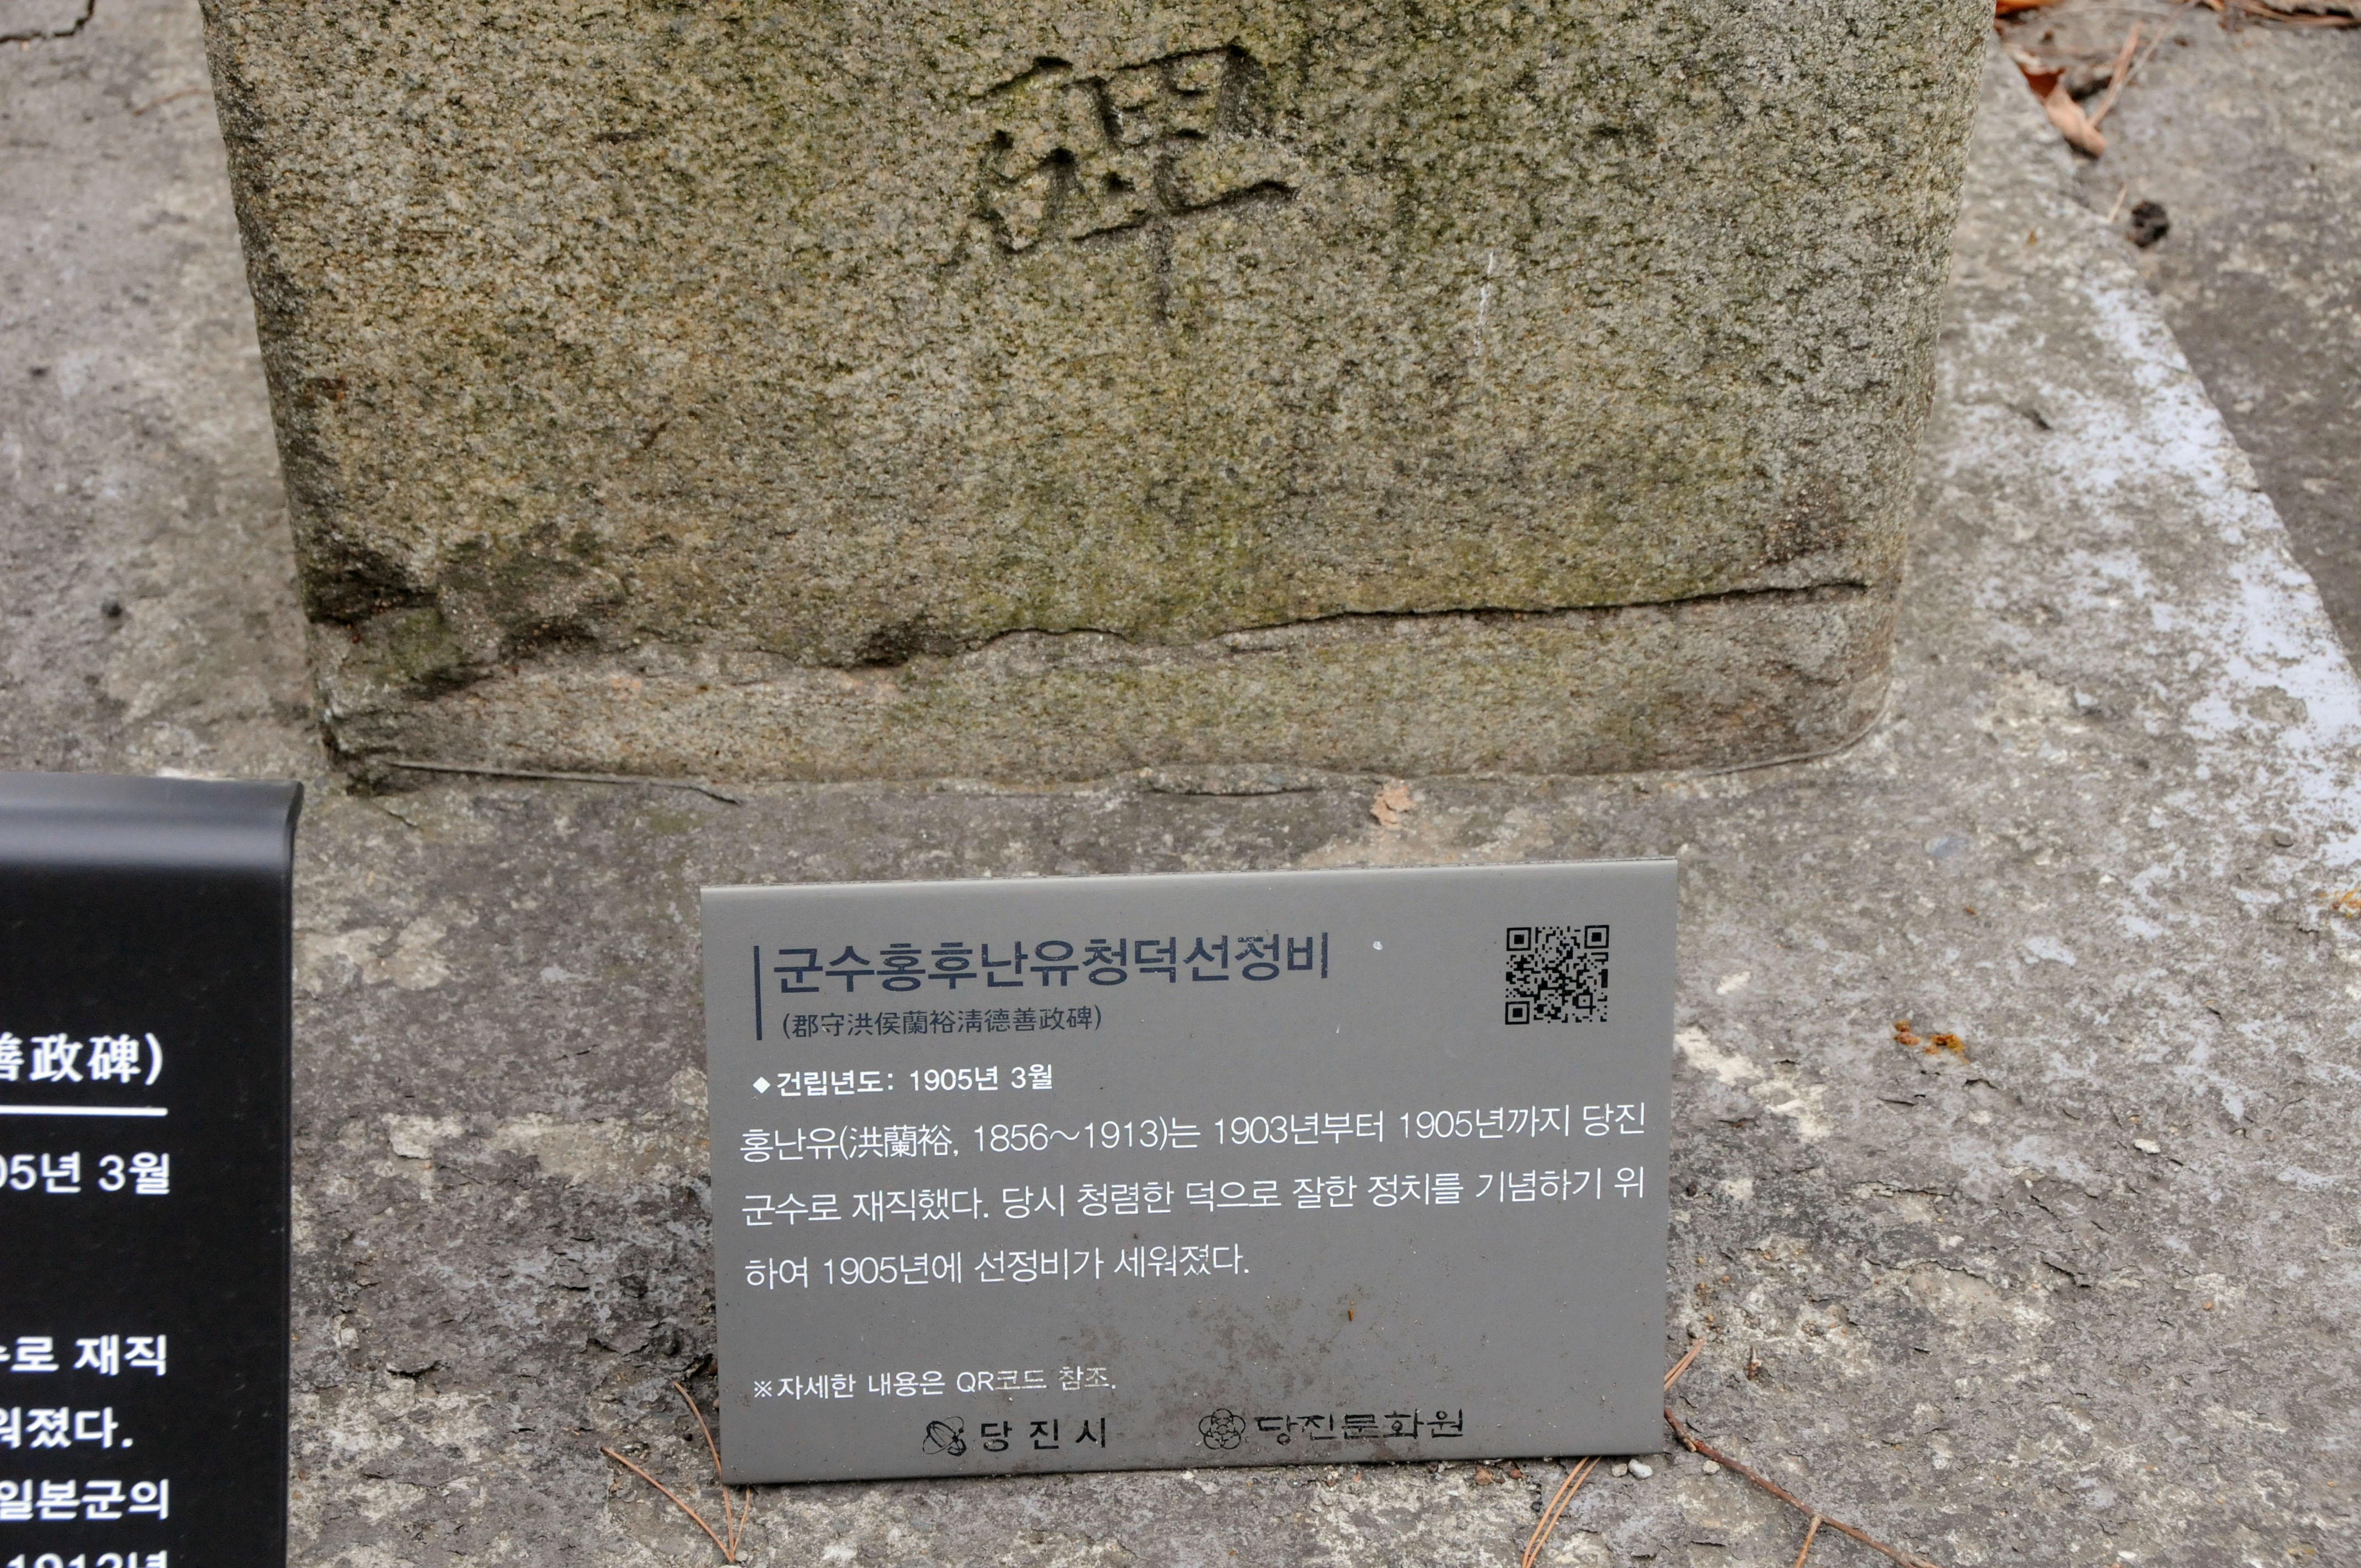 碑
군수홍후난유청덕선정비
(郡守洪侯蘭裕淸德善政碑)
◆건립년도: 1905년 3월
홍난유(洪蘭裕, 1856~1913)는 1903년부터 1905년까지 당진
군수로 재직했다. 당시 청렴한 덕으로 잘한 정치를 기념하기 위
하여 1905년에 선정비가 세워졌다.
※자세한 내용은 QR코드 참조.
당진시
당진문화원
善政碑)
05년 3월
수로 재직
워졌다.
일본군의
1913년